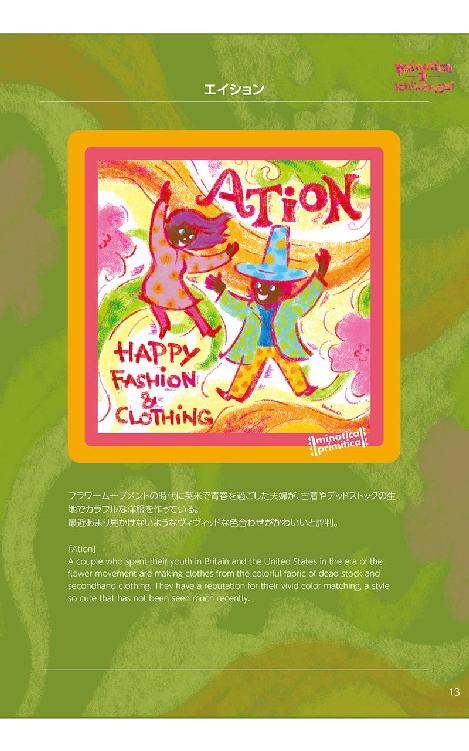 エイション
minatica
ATiON
HAPPY
FASHiON
&
CLOTHiNG
minatica
primitica
フラワームーブメントの時代に英米で青春を過ごした夫婦が、古着やデッドストックの生
地でカラフルな洋服を作っている。
最近あまり見かけないようなヴィヴィッドな色合わせがかわいいと評判。
[Ation]
A couple who spent their youth in Britain and the United States in the era of the
flower movement are making clothes from the colorful fabric of dead stock and
secondhand clothing. They have a reputation for their vivid color matching, a style
so cute that has not been seen much recently.
13